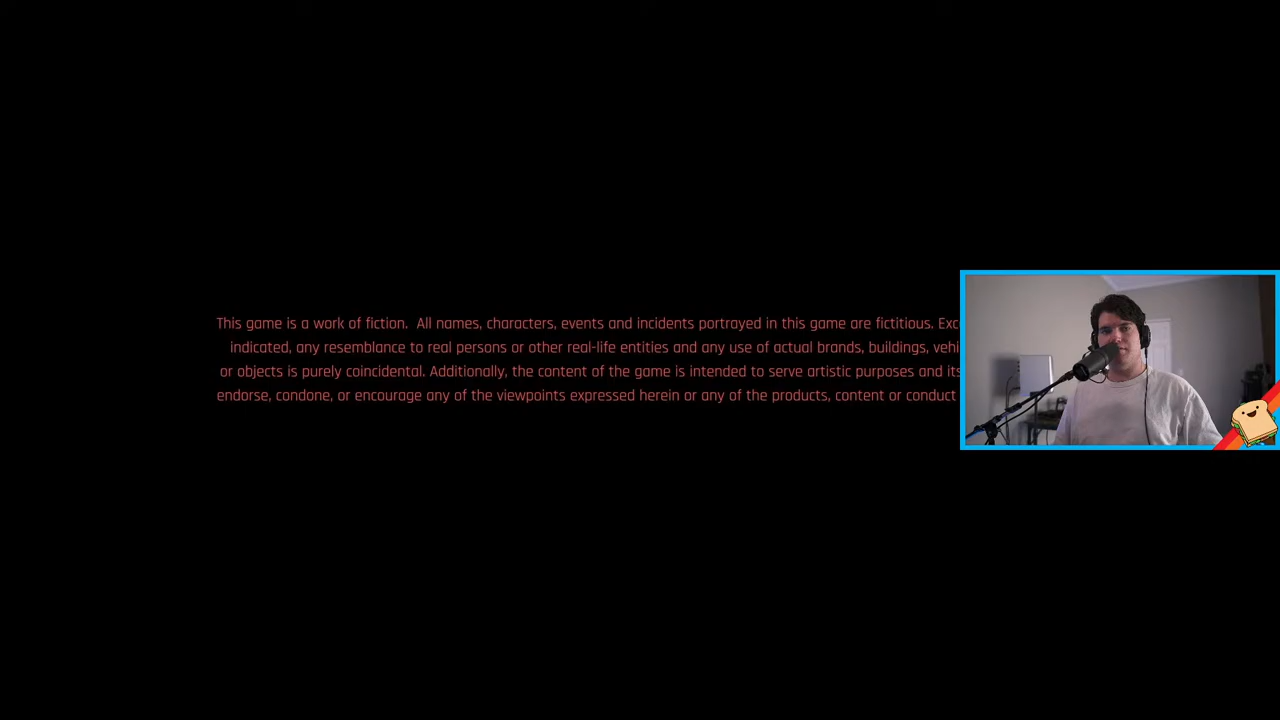 This game is a work of fiction.  All names, characters, events and incidents portrayed in this game are fictitious.
indicated, any resemblance to real persons or other real-life entities and any use of actual brands, buildings,
or objects is purely coincidental. Additionally, the content of the game is intended to serve artistic purposes and its
endorse, condone, or encourage any of the viewpoints expressed herein or any of the products, content or conduct